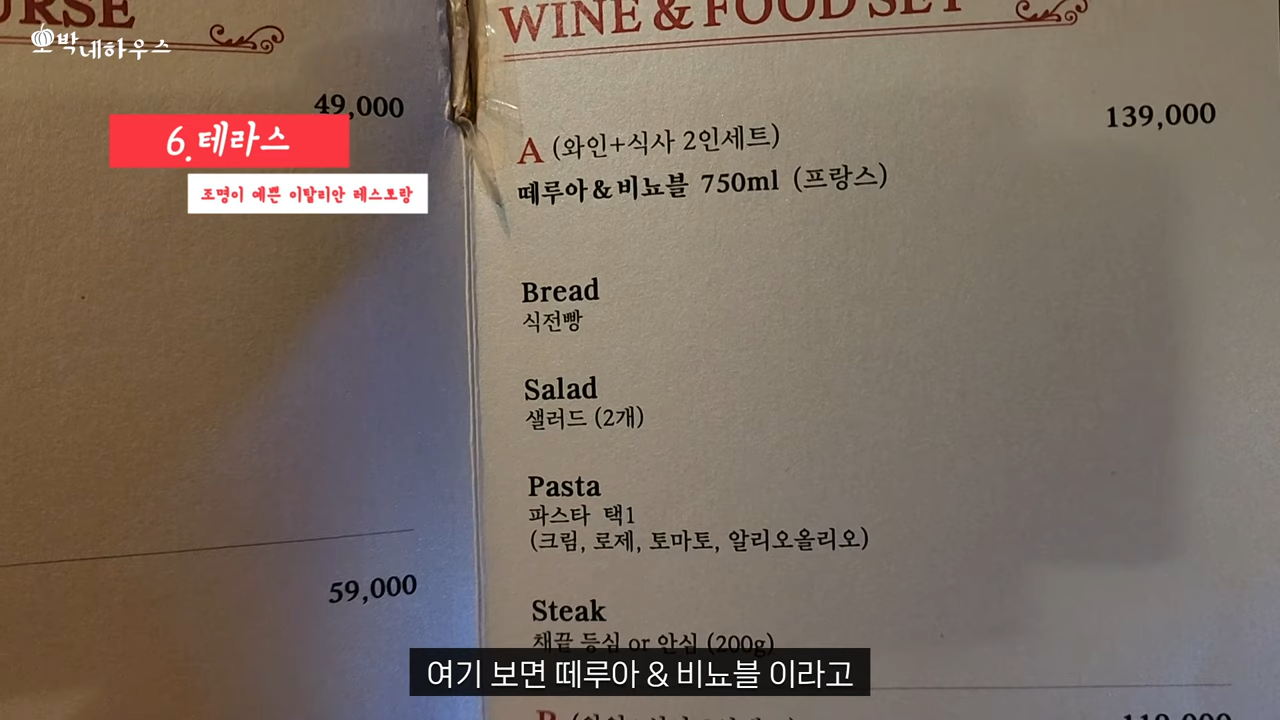 호박네하우스
URSE
49,000
6. 테라스
조명이 예쁜 이탈리안 레스토랑
59,000
WINE & FOOD SET
139,000
A (와인+식사 2인세트)
떼루아&비뇨블 750ml (프랑스)
Bread
식전빵
Salad
샐러드 (2개)
Pasta
파스타 택1
(크림, 로제, 토마토, 알리오올리오)
Steak
채끝 등심 or 안심 (200g)
여기 보면 떼루아 & 비뇨블 이라고